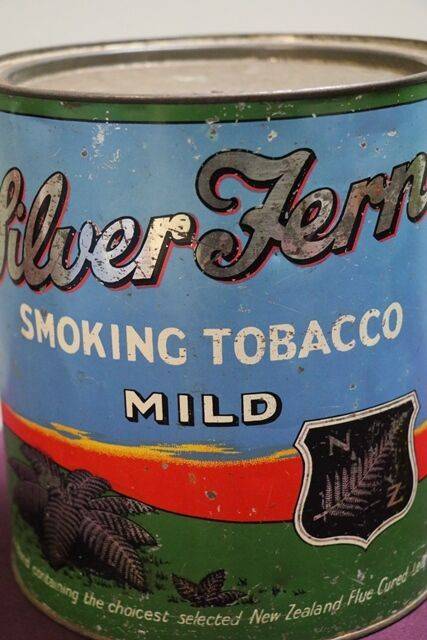 Silver Fern
SMOKING TOBACCO
MILD
N
Z
containing the choicest selected New Zealand Flue Cured